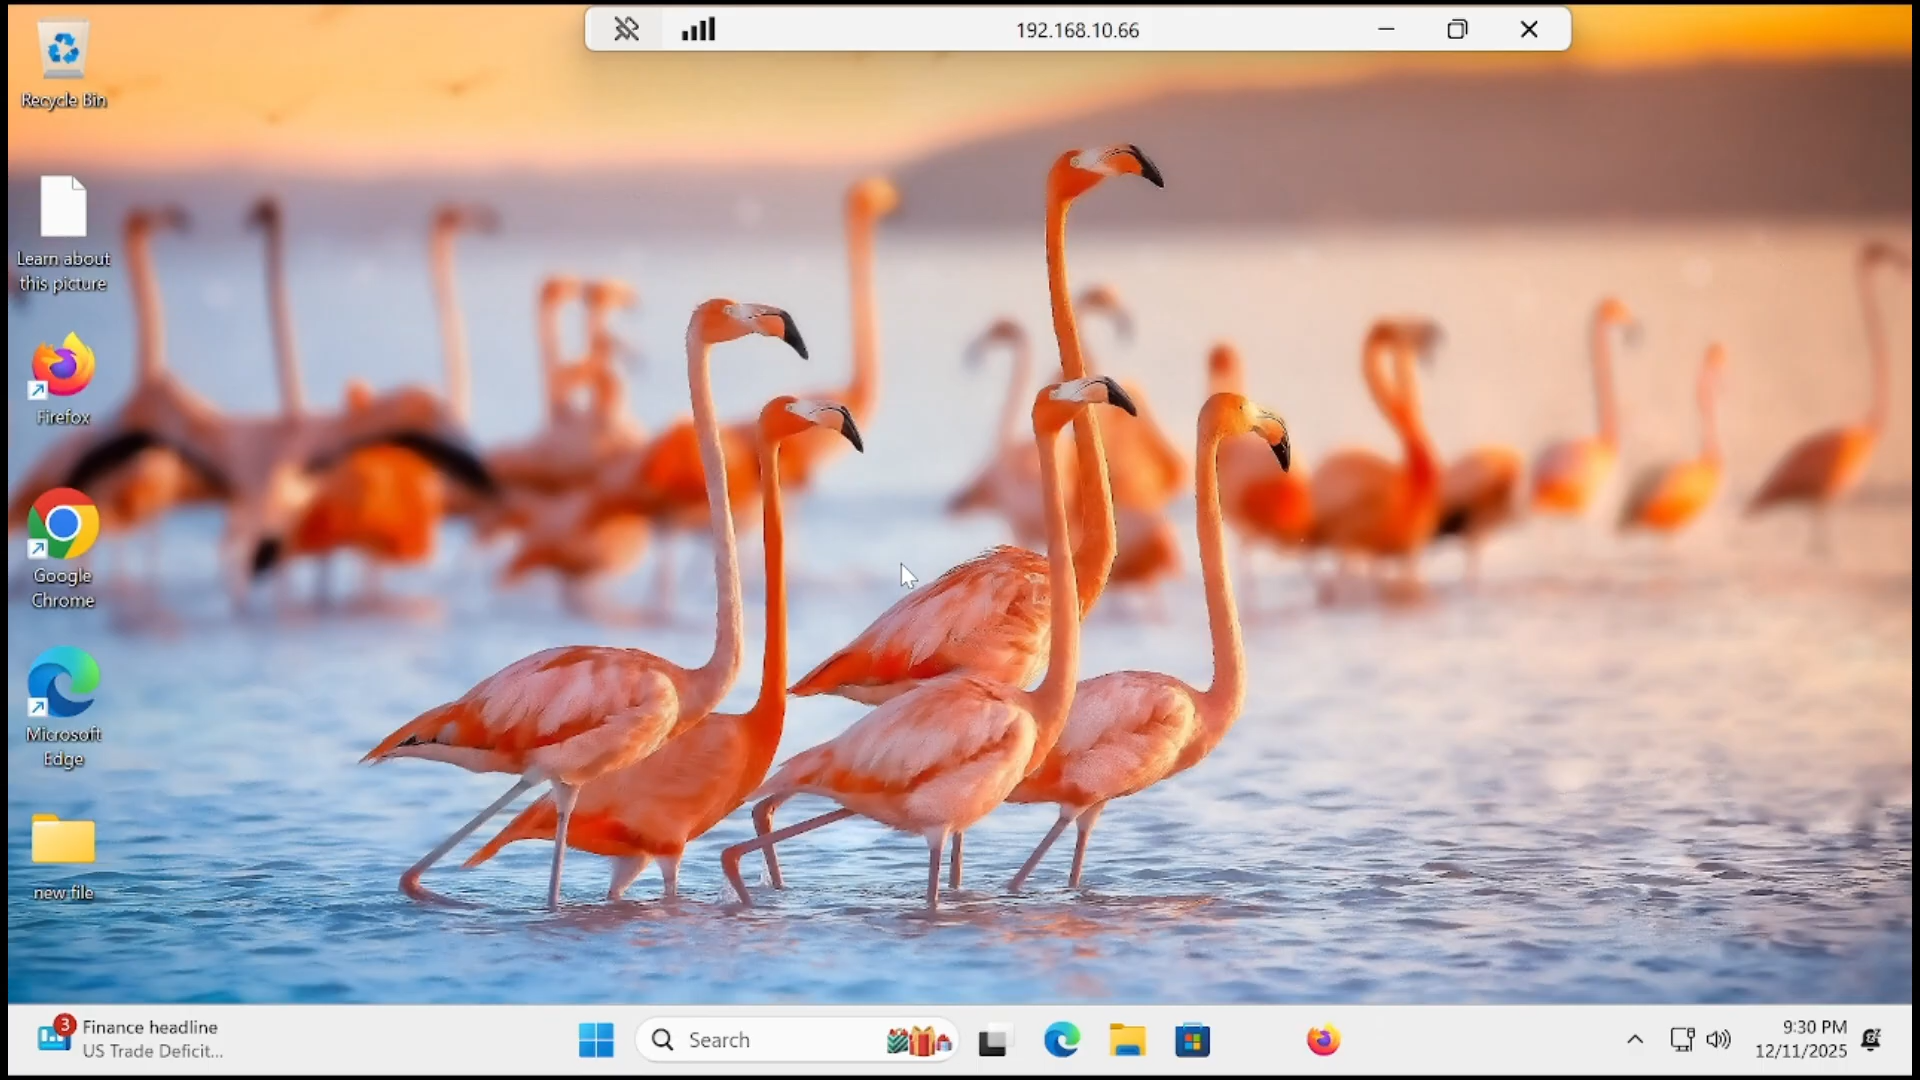 192.168.10.66
Recycle Bin
Learn about
this picture
Firefox
Google
Chrome
Microsoft
Edge
new file
3
Finance headline
US Trade Deficit...
Search
9:30 PM
12/11/2025